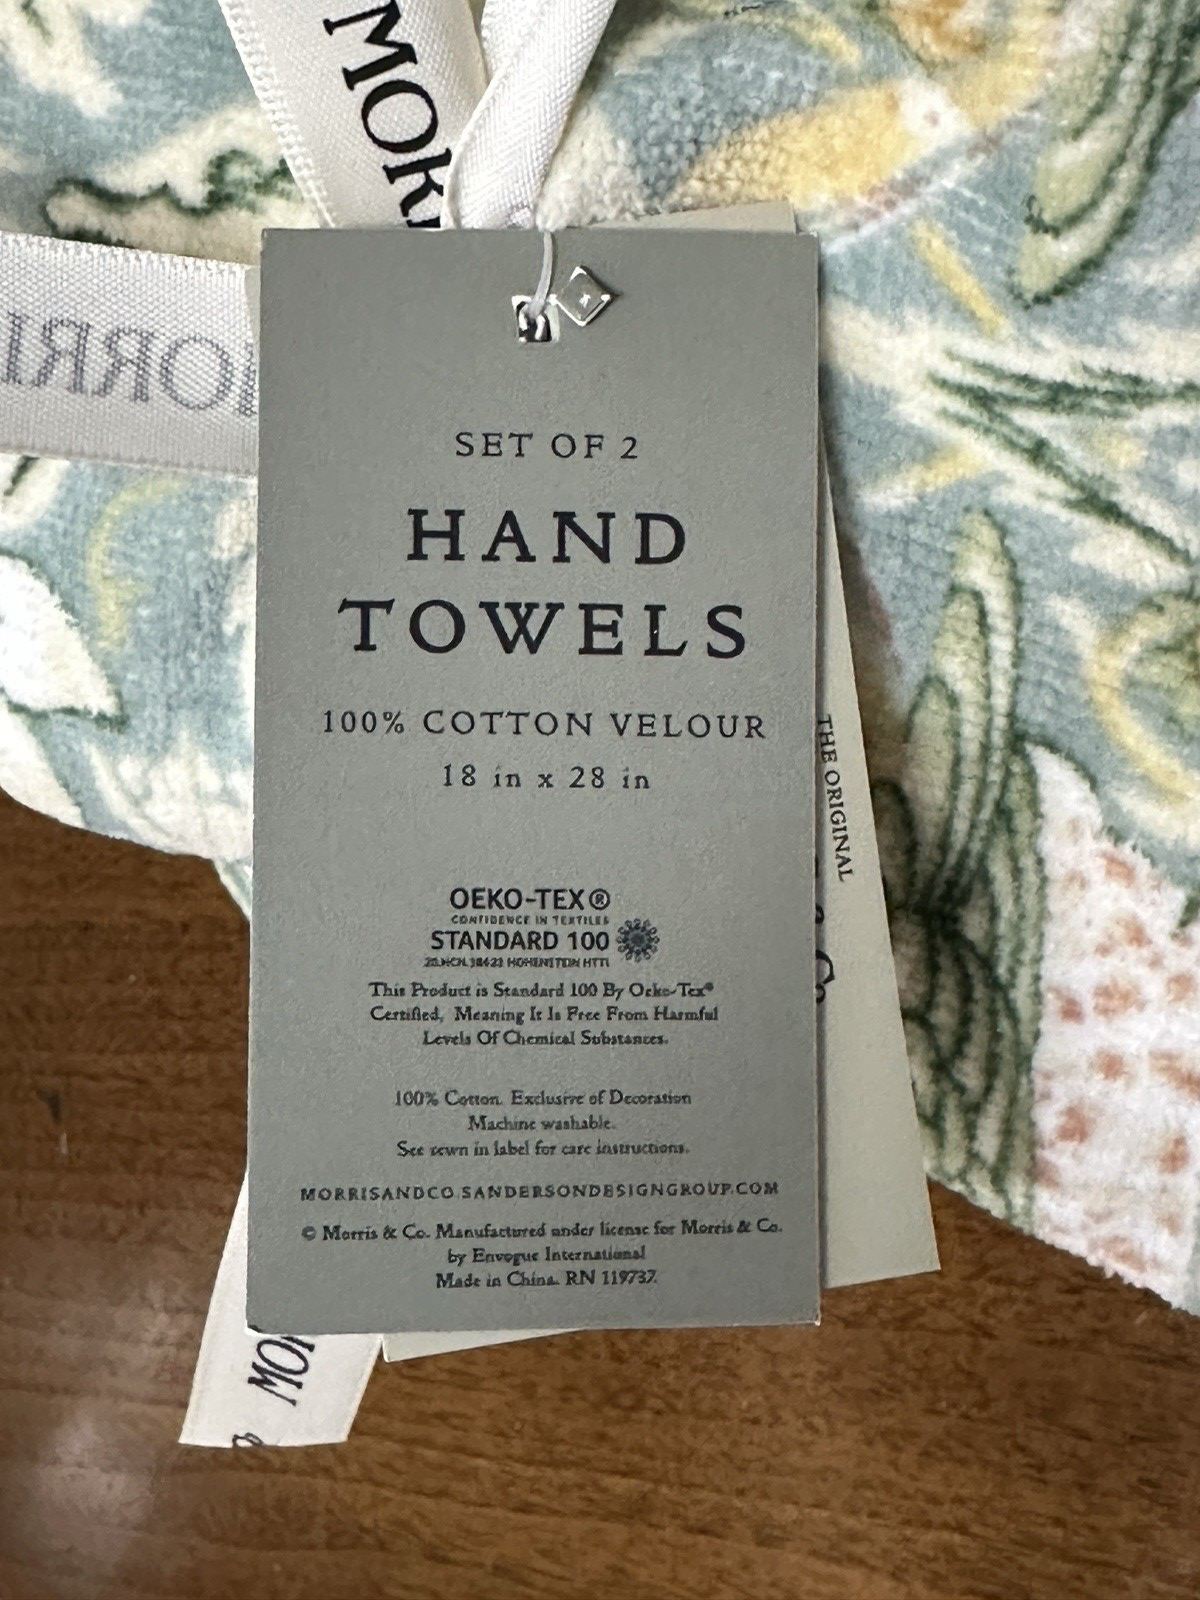 MOR
MORRI
SET OF 2
HAND
TOWELS
100% COTTON VELOUR
18 in x 28 in
THE ORIGINAL
OEKO-TEX®
CONFIDENCE IN TEXTILES
STANDARD 100
HOHENSTEIN HTTI
This Product is Standard 100 By Oeko-Tex®
Certified, Meaning It Is Free From Harmful
Levels Of Chemical Substances.
100% Cotton. Exclusive of Decoration
Machine washable.
See sewn in label for care instructions.
MORRISANDCO.SANDERSONDESIGNGROUP.COM
© Morris & Co. Manufactured under license for Morris & Co.
by Envogue International
Made in China. RN 119737.
MO